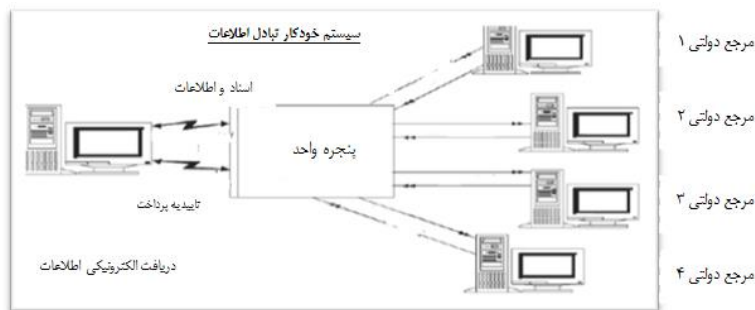 سیستم خودکار تبادل اطلاعات
مرجع دولتی ۱
اسناد و اطلاعات
مرجع دولتی ۲
پنجره واحد
مرجع دولتی ۳
تاییدیه پرداخت
دریافت الکترونیکی اطلاعات
مرجع دولتی ۴